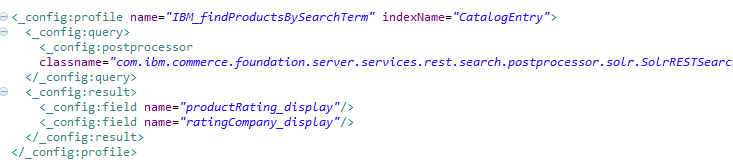 <_config:profile name="IBM_findProductsBySearchTerm" indexName="CatalogEntry">
<_config:query>
<_config:postprocessor
classname="com.ibm.commerce.foundation.server.services.rest.search.postprocessor.solr.SolrRESTSearc
</_config:query>
<_config:result>
<_config:field name="productRating_display"/>
<_config:field name="ratingCompany_display"/>
</_config:result>
</_config:profile>